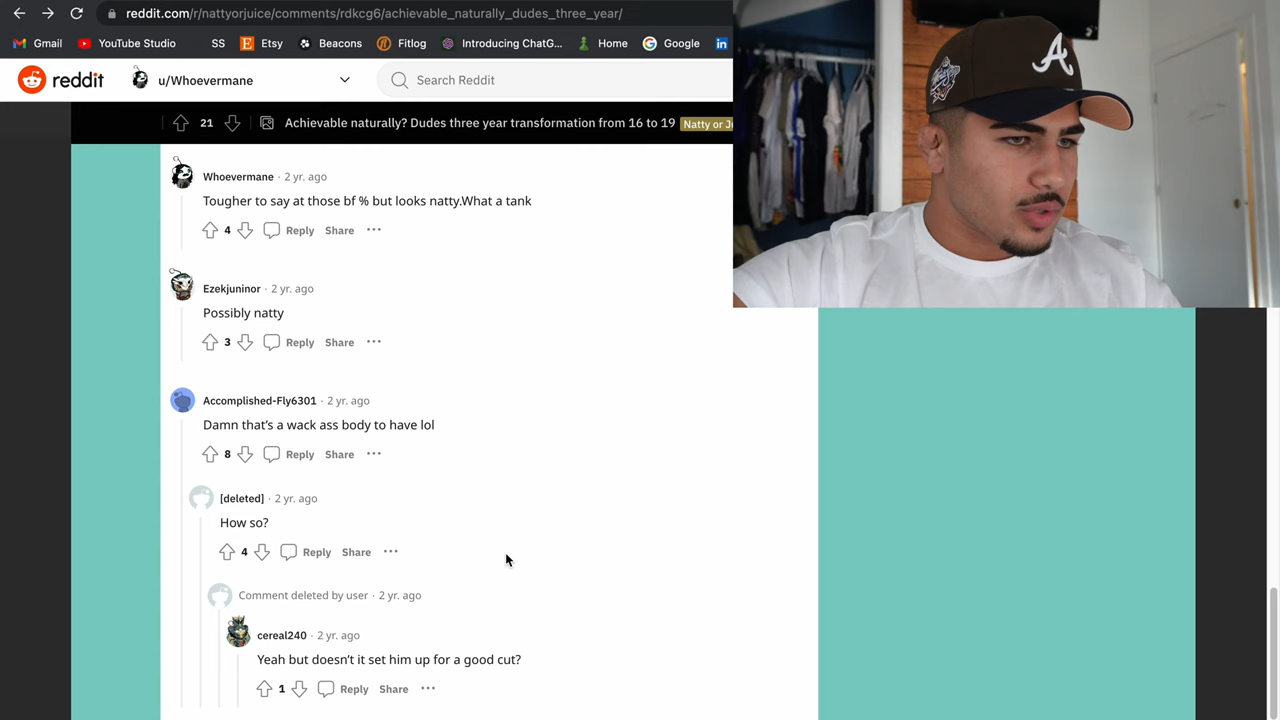 reddit.com/r/nattyorjuice/comments/rdkcg6/achievable_naturally_dudes_three_year/
Gmail YouTube Studio SS Etsy Beacons Fitlog Introducing ChatG... Home Google
reddit u/Whoevermane Search Reddit
21 Achievable naturally? Dudes three year transformation from 16 to 19 Natty or
Whoevermane · 2 yr. ago
Tougher to say at those bf % but looks natty.What a tank
4 Reply Share ···
Ezekjuninor · 2 yr. ago
Possibly natty
3 Reply Share ···
Accomplished-Fly6301 · 2 yr. ago
Damn that's a wack ass body to have lol
8 Reply Share ···
[deleted] · 2 yr. ago
How so?
4 Reply Share ···
Comment deleted by user · 2 yr. ago
cereal240 · 2 yr. ago
Yeah but doesn't it set him up for a good cut?
1 Reply Share ···